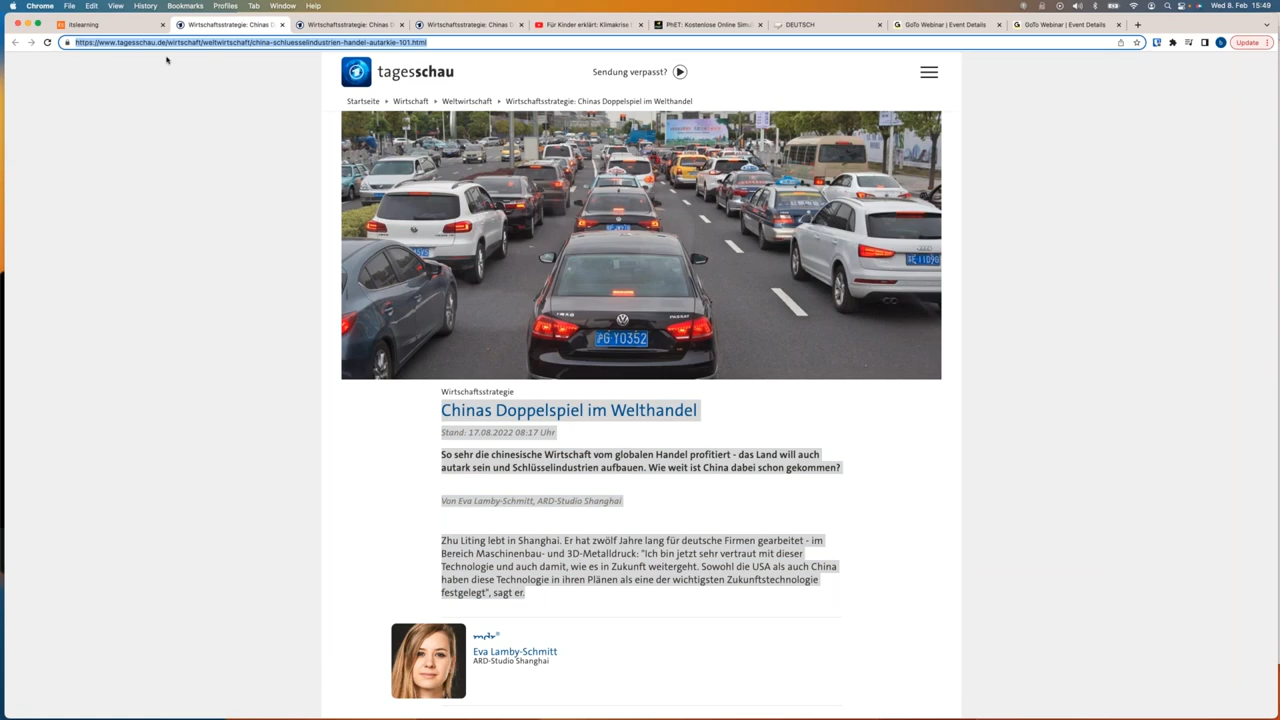 Chrome File Edit View History Bookmarks Profiles Tab Window Help Wed 8. Feb 15:49
itslearning Wirtschaftsstrategie: Chinas D Wirtschaftsstrategie: Chinas D Wirtschaftsstrategie: Chinas D Für Kinder erklärt: Klimakrise PhET: Kostenlose Online Simu DEUTSCH GoTo Webinar | Event Details GoTo Webinar | Event Details
https://www.tagesschau.de/wirtschaft/weltwirtschaft/china-schluesselindustrien-handel-autarkie-101.html Update
tagesschau Sendung verpasst?
Startseite Wirtschaft Weltwirtschaft Wirtschaftsstrategie: Chinas Doppelspiel im Welthandel
Y0352
Wirtschaftsstrategie
Chinas Doppelspiel im Welthandel
Stand: 17.08.2022 08:17 Uhr
So sehr die chinesische Wirtschaft vom globalen Handel profitiert - das Land will auch
autark sein und Schlüsselindustrien aufbauen. Wie weit ist China dabei schon gekommen?
Von Eva Lamby-Schmitt, ARD-Studio Shanghai
Zhu Liting lebt in Shanghai. Er hat zwölf Jahre lang für deutsche Firmen gearbeitet - im
Bereich Maschinenbau- und 3D-Metalldruck: "Ich bin jetzt sehr vertraut mit dieser
Technologie und auch damit, wie es in Zukunft weitergeht. Sowohl die USA als auch China
haben diese Technologie in ihren Plänen als eine der wichtigsten Zukunftstechnologie
festgelegt", sagt er.
mdr
Eva Lamby-Schmitt
ARD-Studio Shanghai